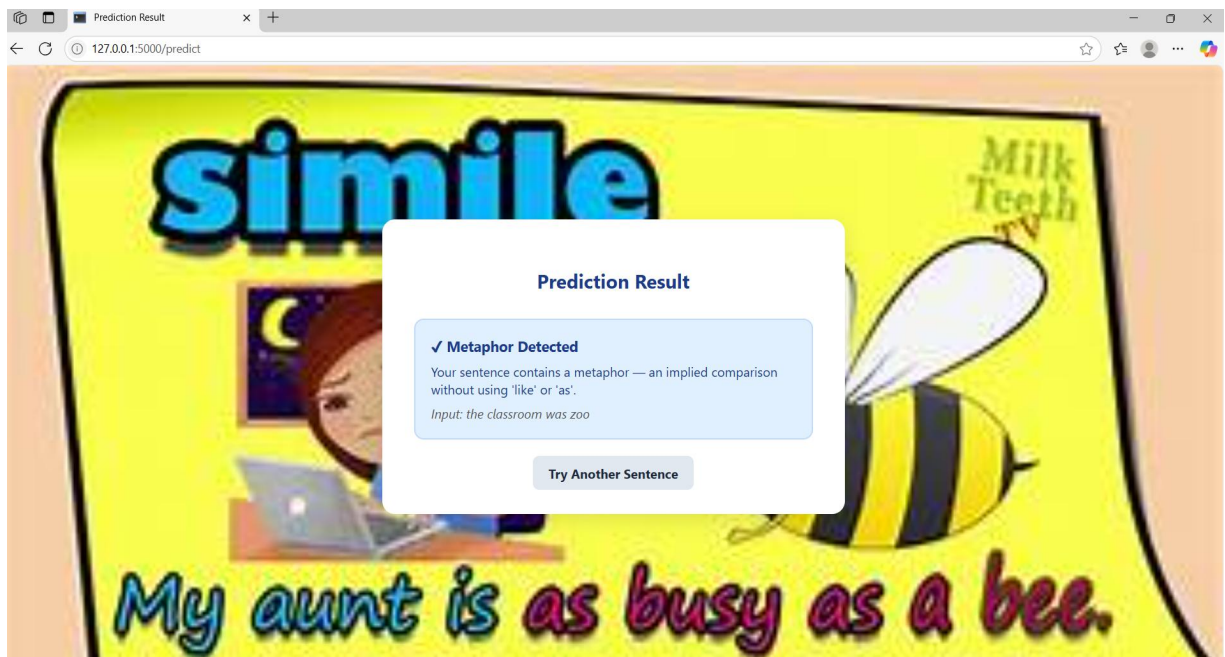 Prediction Result
127.0.0.1:5000/predict
simile
Milk
Teeth
TV
Prediction Result
✓ Metaphor Detected
Your sentence contains a metaphor — an implied comparison
without using 'like' or 'as'.
Input: the classroom was zoo
Try Another Sentence
My aunt is as busy as a bee.